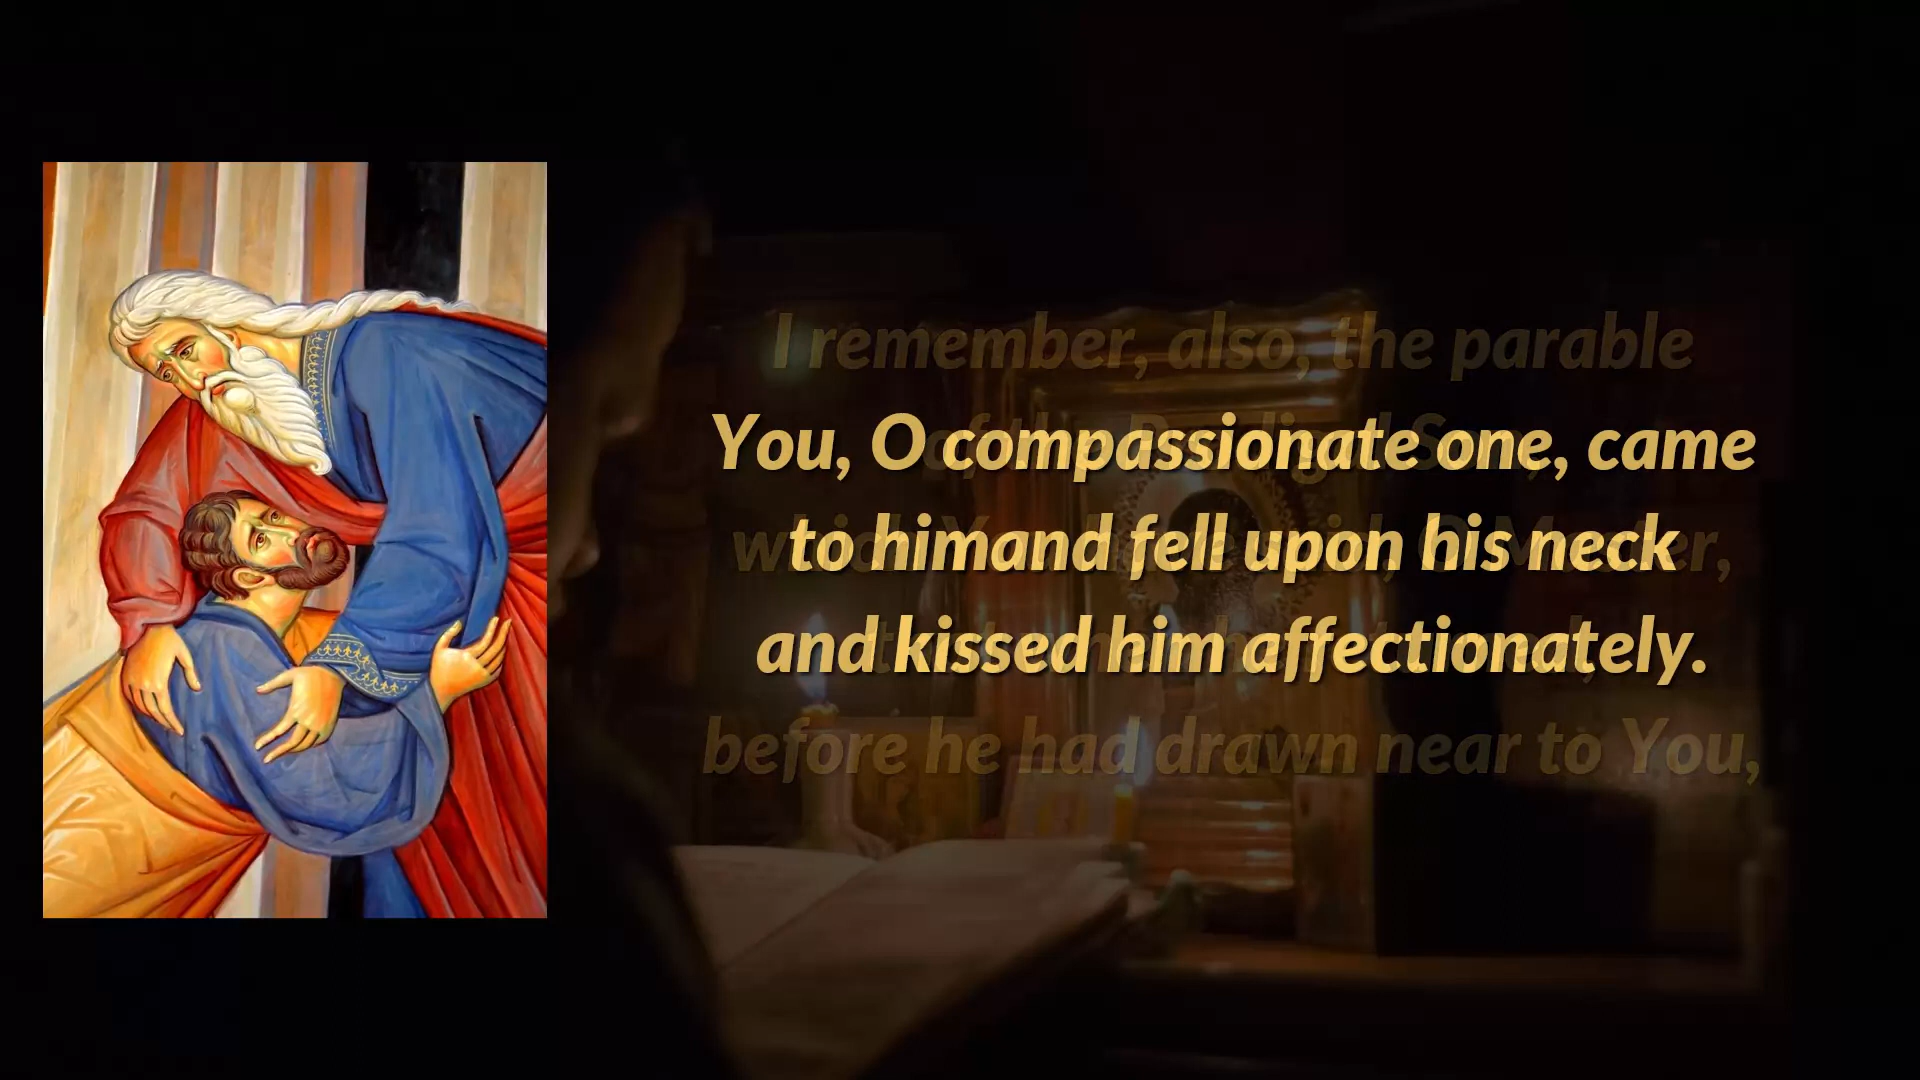 I remember, also, the parable
You, O compassionate one, came
to himand fell upon his neck
and kissed him affectionately.
before he had drawn near to You,